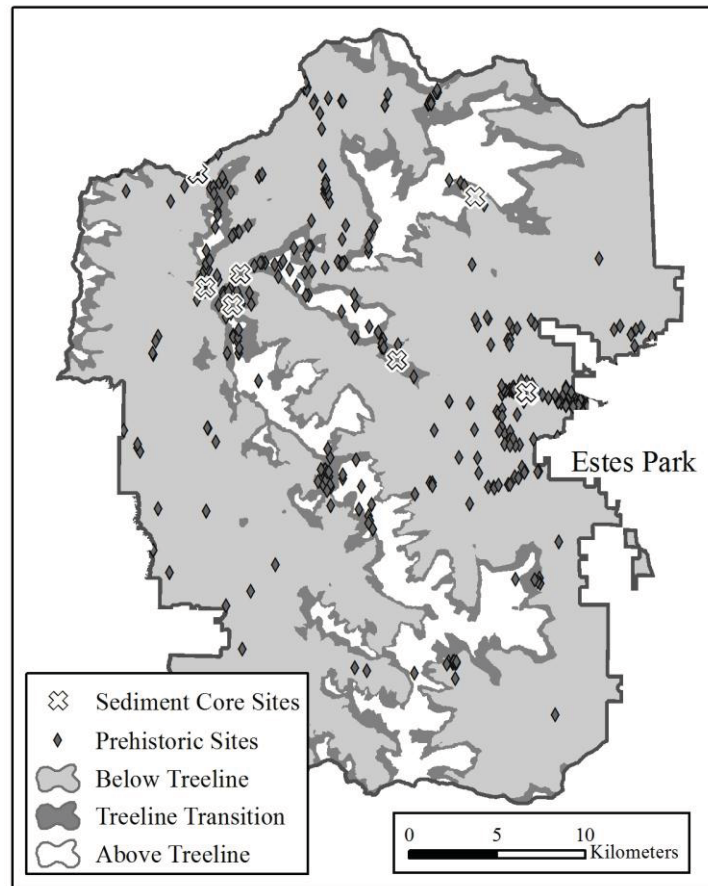 Estes Park
Sediment Core Sites
Prehistoric Sites
Below Treeline
Treeline Transition
Above Treeline
0 5 10
Kilometers